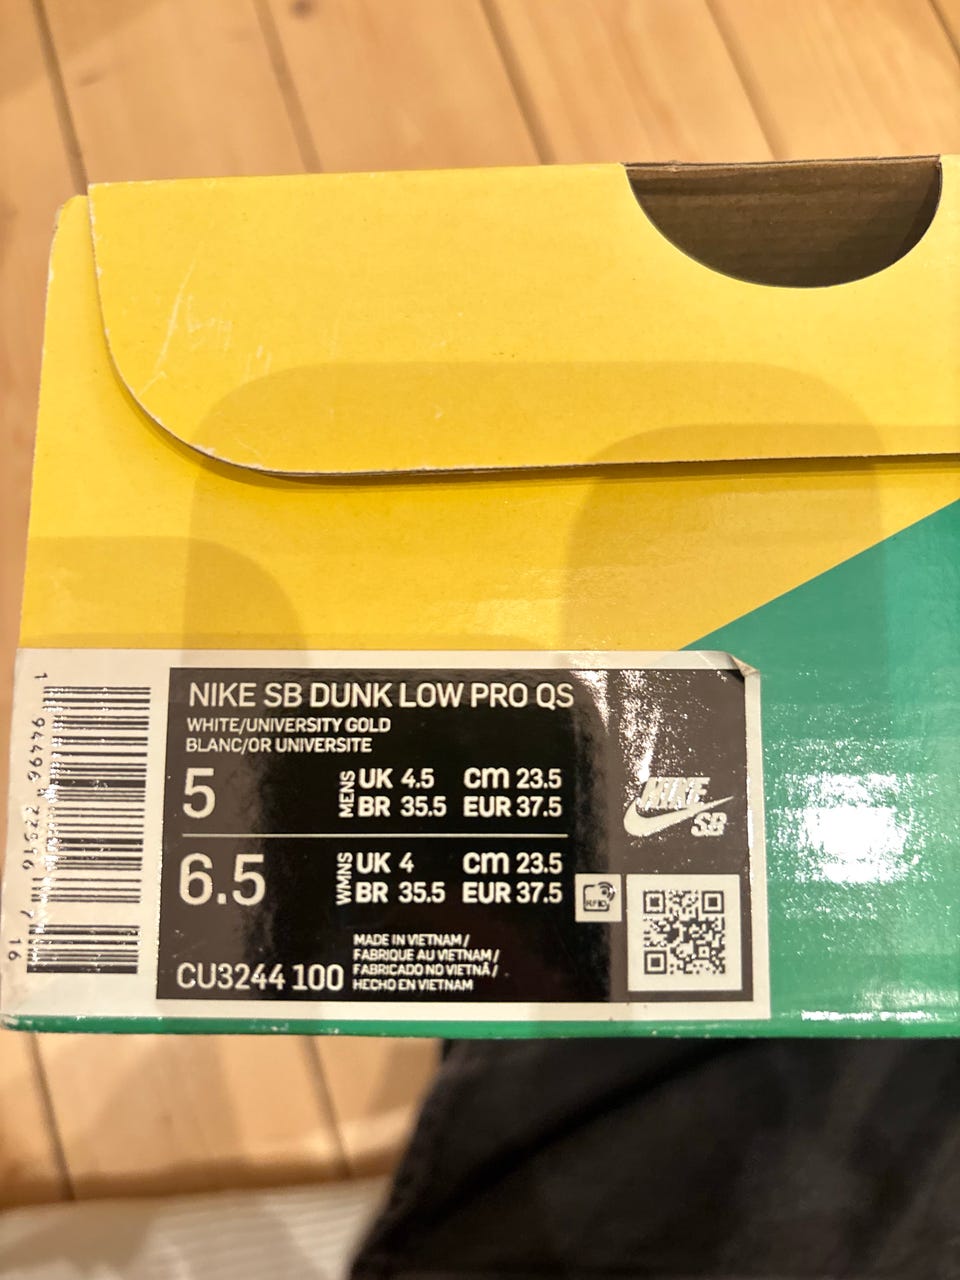 NIKE SB DUNK LOW PRO QS
WHITE/UNIVERSITY GOLD
BLANC/OR UNIVERSITE
5
MENS
UK 4.5 cm 23.5
BR 35.5 EUR 37.5
6.5
WMNS
UK 4 cm 23.5
BR 35.5 EUR 37.5
CU3244 100
MADE IN VIETNAM /
FABRIQUE AU VIETNAM /
FABRICADO NO VIETNÃ /
HECHO EN VIETNAM
NIKE
SB
RFID
16